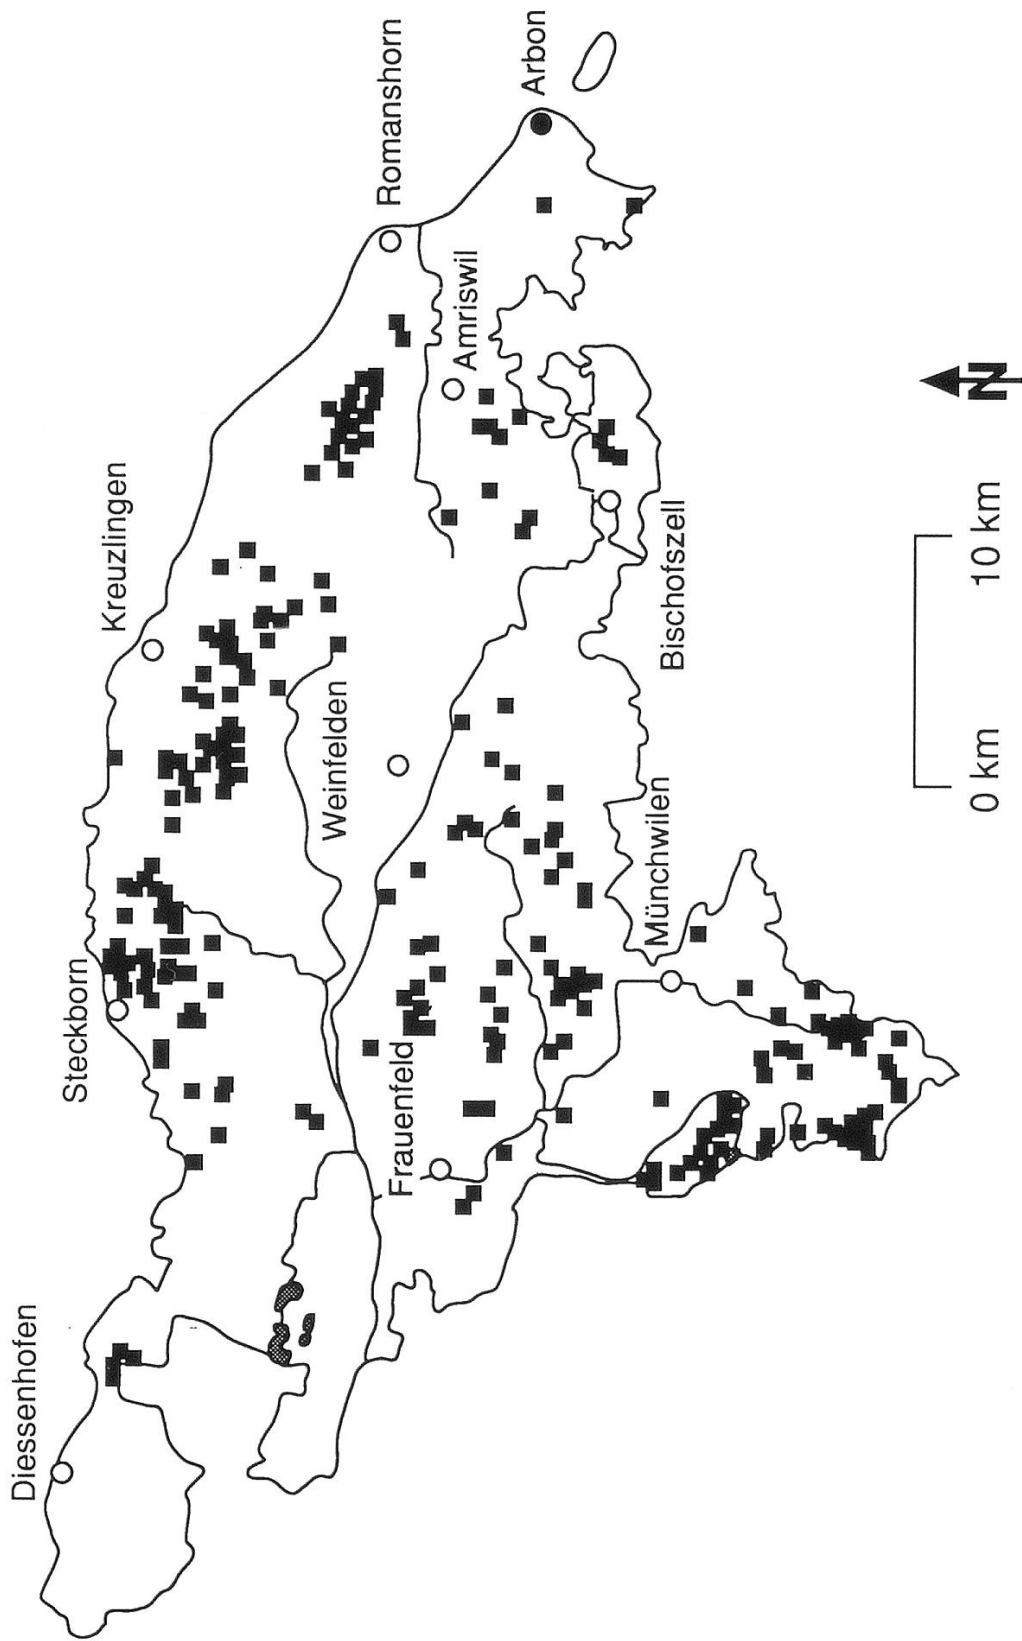 Diessenhofen
Steckborn
Kreuzlingen
Romanshorn
Arbon
Amriswil
Weinfelden
Frauenfeld
Bischofszell
Münchwilen
N
0 km
10 km